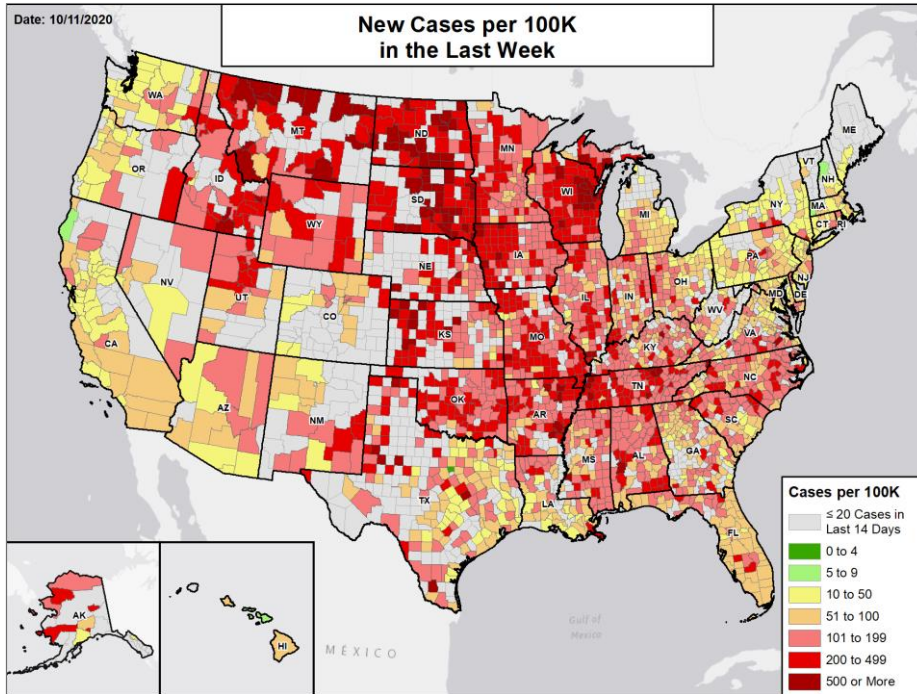 Date: 10/11/2020
New Cases per 100K
in the Last Week
WA
MT
ND
MN
ME
OR
ID
SD
WI
MI
VT
NH
NY
MA
CT
RI
WY
NE
IA
PA
NJ
NV
UT
CO
IL
IN
OH
MD
DE
WV
KS
MO
KY
VA
CA
AZ
NM
OK
AR
TN
NC
SC
MS
AL
GA
TX
LA
FL
AK
HI
MÉXICO
Gulf of
Mexico
Cases per 100K
≤ 20 Cases in
Last 14 Days
0 to 4
5 to 9
10 to 50
51 to 100
101 to 199
200 to 499
500 or More